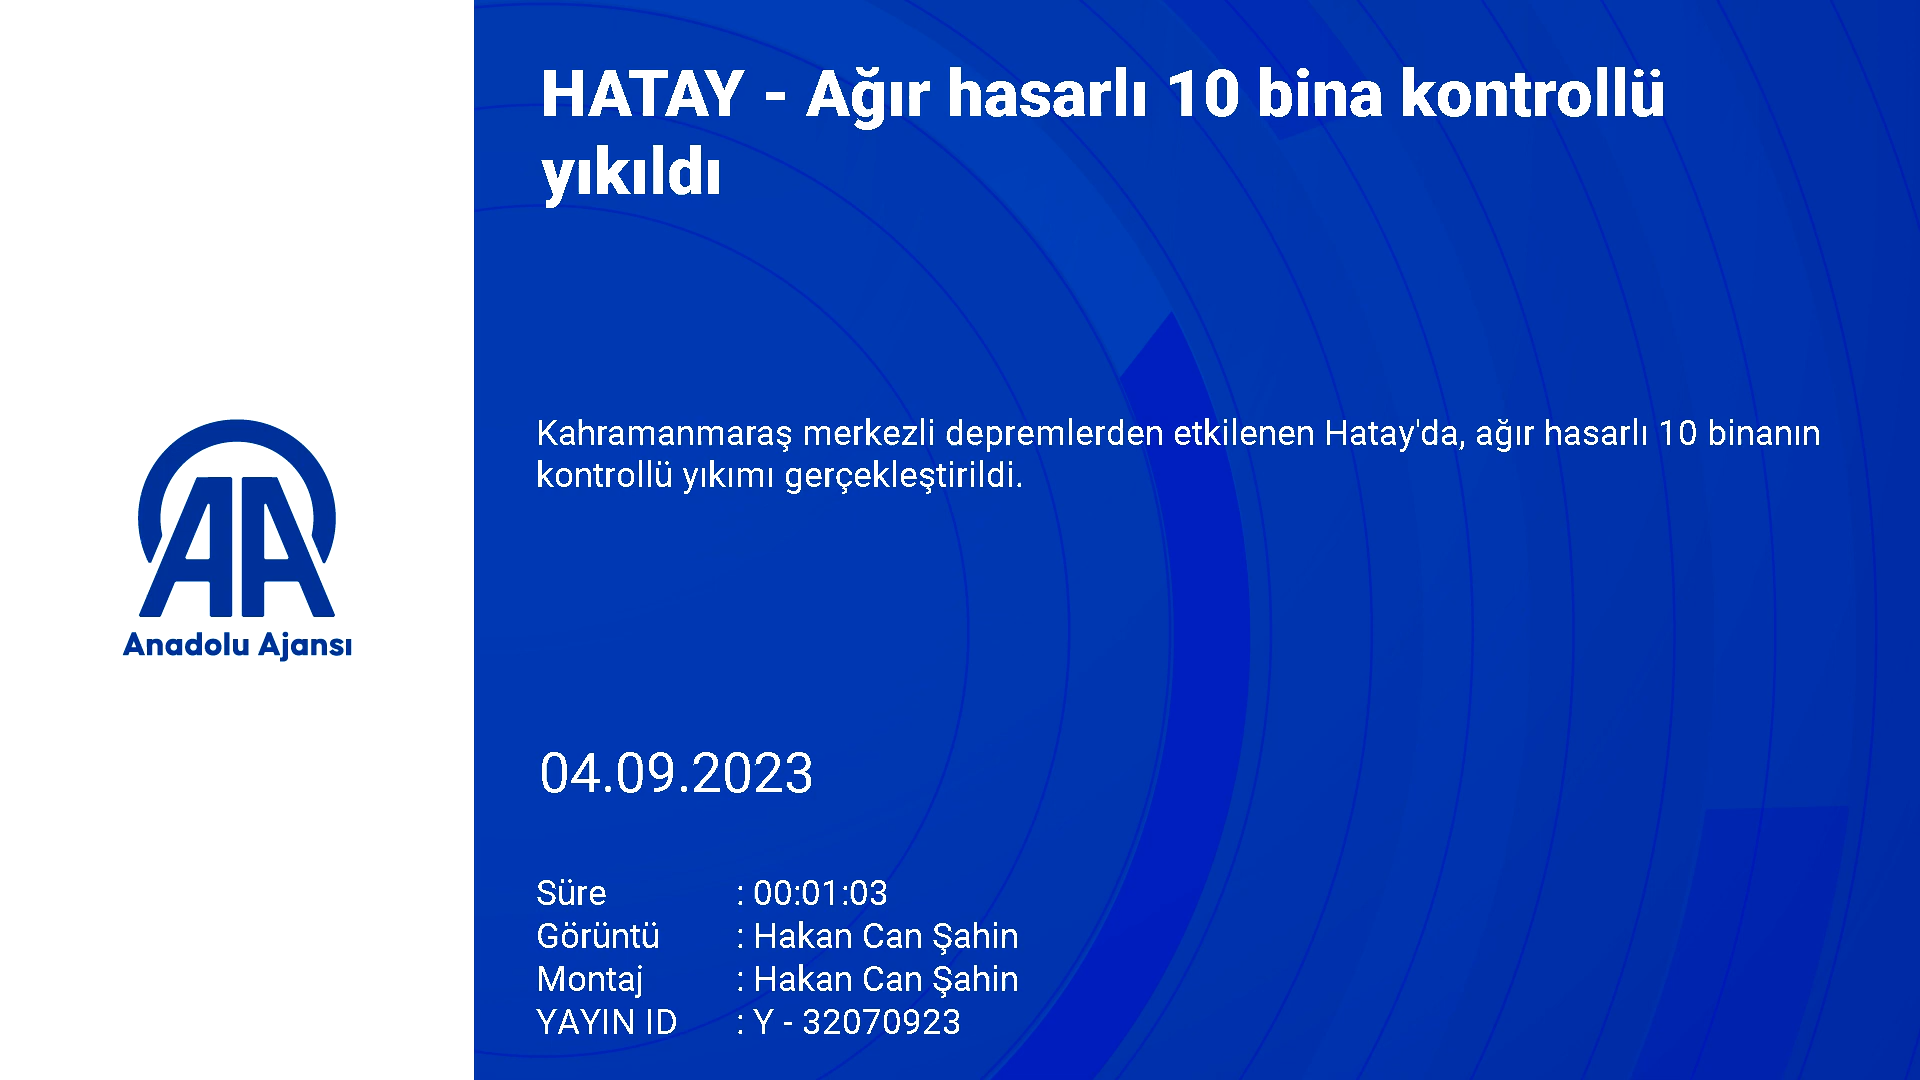 HATAY - Ağır hasarlı 10 bina kontrollü
yıkıldı
Kahramanmaraş merkezli depremlerden etkilenen Hatay'da, ağır hasarlı 10 binanın
kontrollü yıkımı gerçekleştirildi.
AA
Anadolu Ajansı
04.09.2023
Süre : 00:01:03
Görüntü : Hakan Can Şahin
Montaj : Hakan Can Şahin
YAYIN ID : Y - 32070923